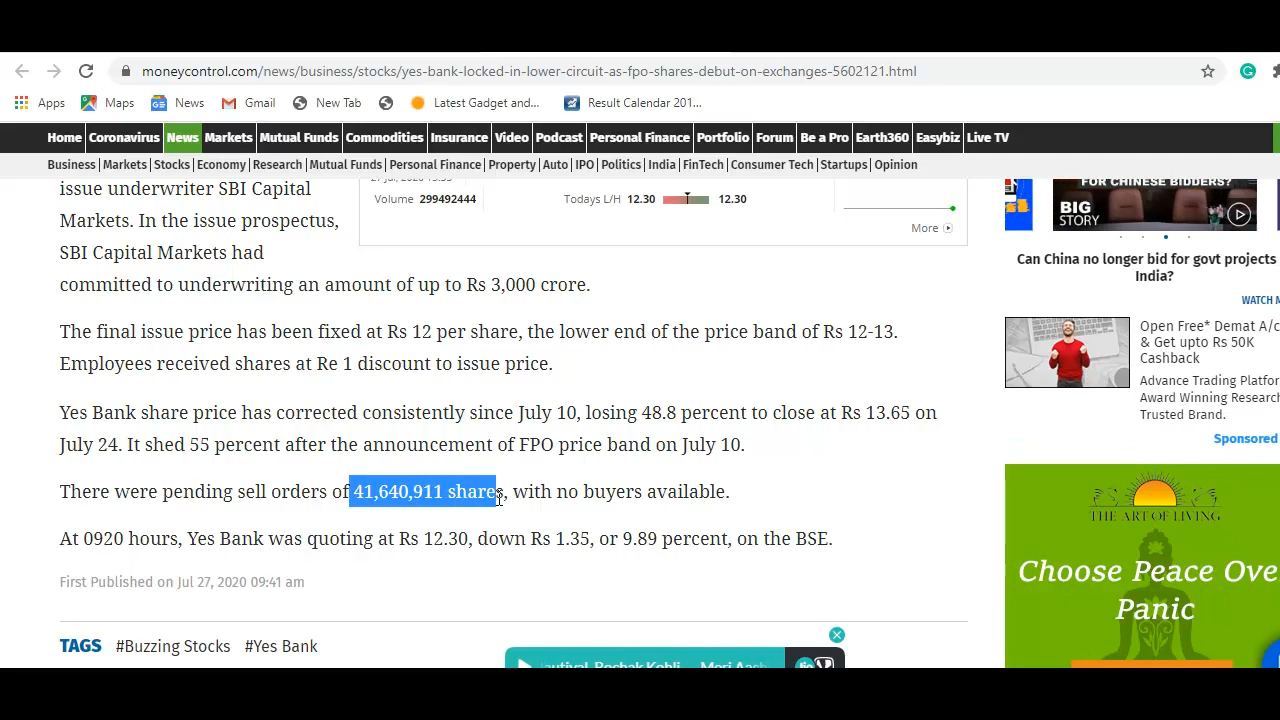 moneycontrol.com/news/business/stocks/yes-bank-locked-in-lower-circuit-as-fpo-shares-debut-on-exchanges-5602121.html
Apps Maps News Gmail New Tab Latest Gadget and... Result Calendar 201...
Home Coronavirus News Markets Mutual Funds Commodities Insurance Video Podcast Personal Finance Portfolio Forum Be a Pro Earth360 Easybiz Live TV
Business | Markets | Stocks | Economy | Research | Mutual Funds | Personal Finance | Property | Auto | IPO | Politics | India | FinTech | Consumer Tech | Startups | Opinion
issue underwriter SBI Capital
Markets. In the issue prospectus,
SBI Capital Markets had
committed to underwriting an amount of up to Rs 3,000 crore.
Volume 299492444 Todays L/H 12.30 12.30
More
The final issue price has been fixed at Rs 12 per share, the lower end of the price band of Rs 12-13.
Employees received shares at Re 1 discount to issue price.
Yes Bank share price has corrected consistently since July 10, losing 48.8 percent to close at Rs 13.65 on
July 24. It shed 55 percent after the announcement of FPO price band on July 10.
There were pending sell orders of 41,640,911 shares, with no buyers available.
At 0920 hours, Yes Bank was quoting at Rs 12.30, down Rs 1.35, or 9.89 percent, on the BSE.
First Published on Jul 27, 2020 09:41 am
TAGS #Buzzing Stocks #Yes Bank
FOR CHINESE BIDDERS?
BIG
STORY
Can China no longer bid for govt projects
India?
WATCH M
Open Free* Demat A/c
& Get upto Rs 50K
Cashback
Advance Trading Platfor
Award Winning Researc
Trusted Brand.
Sponsored
THE ART OF LIVING
Choose Peace Ove
Panic